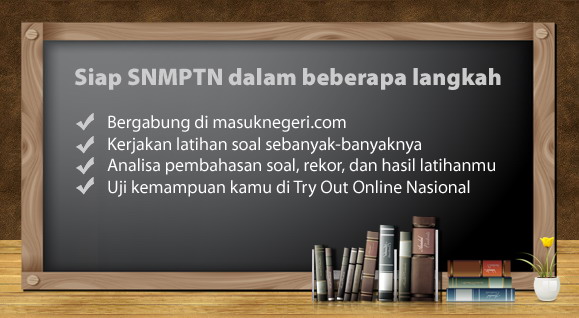 Siap SNMPTN dalam beberapa langkah
Bergabung di masuknegeri.com
Kerjakan latihan soal sebanyak-banyaknya
Analisa pembahasan soal, rekor, dan hasil latihanmu
Uji kemampuan kamu di Try Out Online Nasional